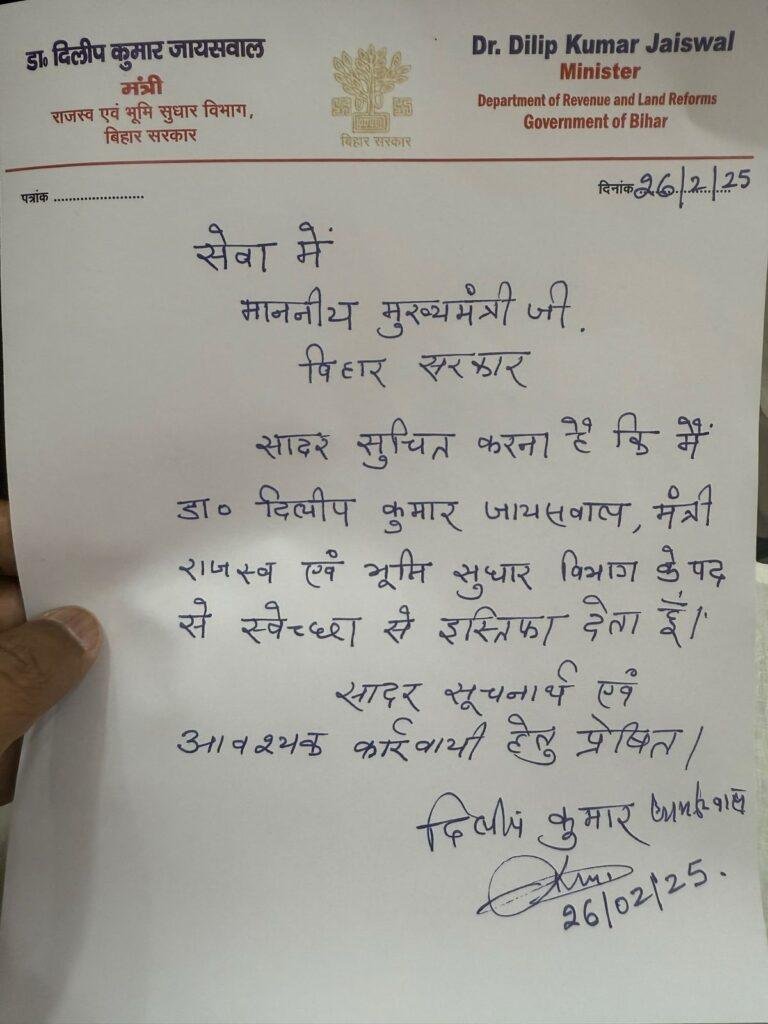 डा० दिलीप कुमार जायसवाल
मंत्री
राजस्व एवं भूमि सुधार विभाग,
बिहार सरकार
बिहार सरकार
Dr. Dilip Kumar Jaiswal
Minister
Department of Revenue and Land Reforms
Government of Bihar
पत्रांक ........................
दिनांक 26/2/25
सेवा में
माननीय मुख्यमंत्री जी.
बिहार सरकार
सादर सुचित करना है कि मैं
डा० दिलीप कुमार जायसवाल, मंत्री
राजस्व एवं भूमि सुधार विभाग के पद
से स्वेच्छा से इस्तिफा देता हूँ।
सादर सूचनार्थ एवं
आवश्यक कार्रवायी हेतु प्रेषित।
दिलीप कुमार
26/02/25.